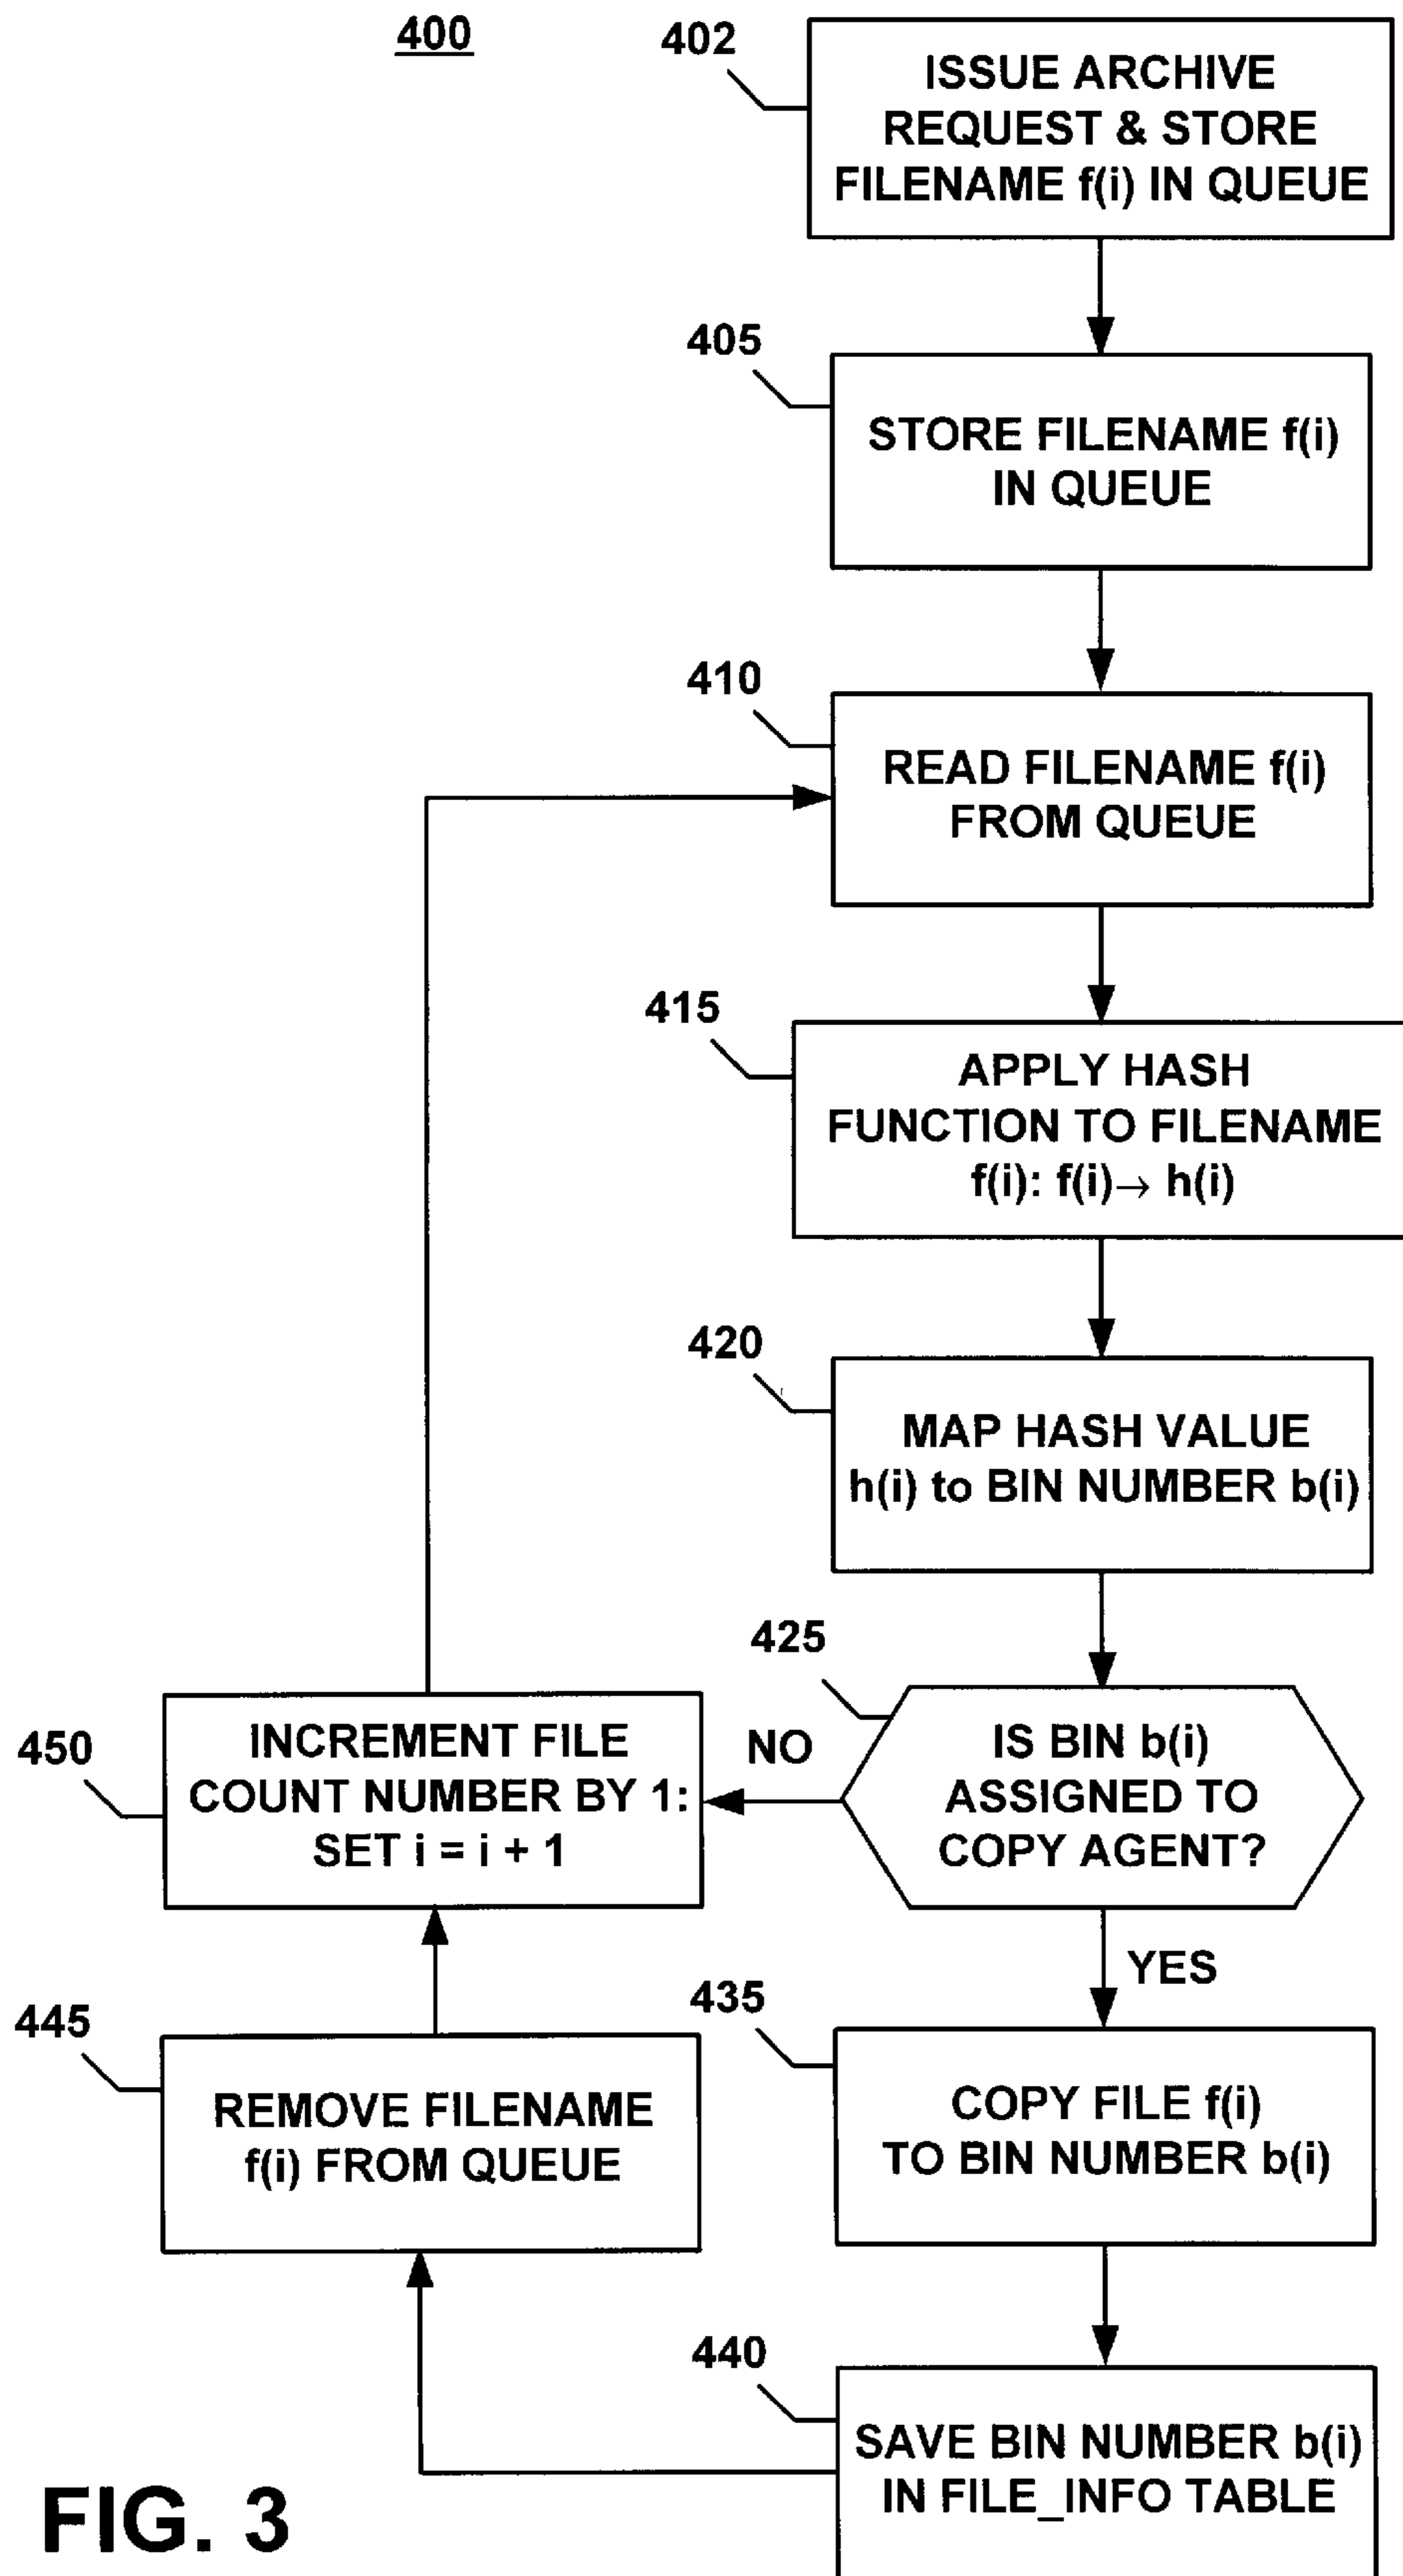 400
402
ISSUE ARCHIVE
REQUEST & STORE
FILENAME f(i) IN QUEUE
405
STORE FILENAME f(i)
IN QUEUE
410
READ FILENAME f(i)
FROM QUEUE
415
APPLY HASH
FUNCTION TO FILENAME
f(i): f(i)→ h(i)
420
MAP HASH VALUE
h(i) to BIN NUMBER b(i)
425
IS BIN b(i)
ASSIGNED TO
COPY AGENT?
NO
YES
450
INCREMENT FILE
COUNT NUMBER BY 1:
SET i = i + 1
435
COPY FILE f(i)
TO BIN NUMBER b(i)
445
REMOVE FILENAME
f(i) FROM QUEUE
440
SAVE BIN NUMBER b(i)
IN FILE_INFO TABLE
FIG. 3